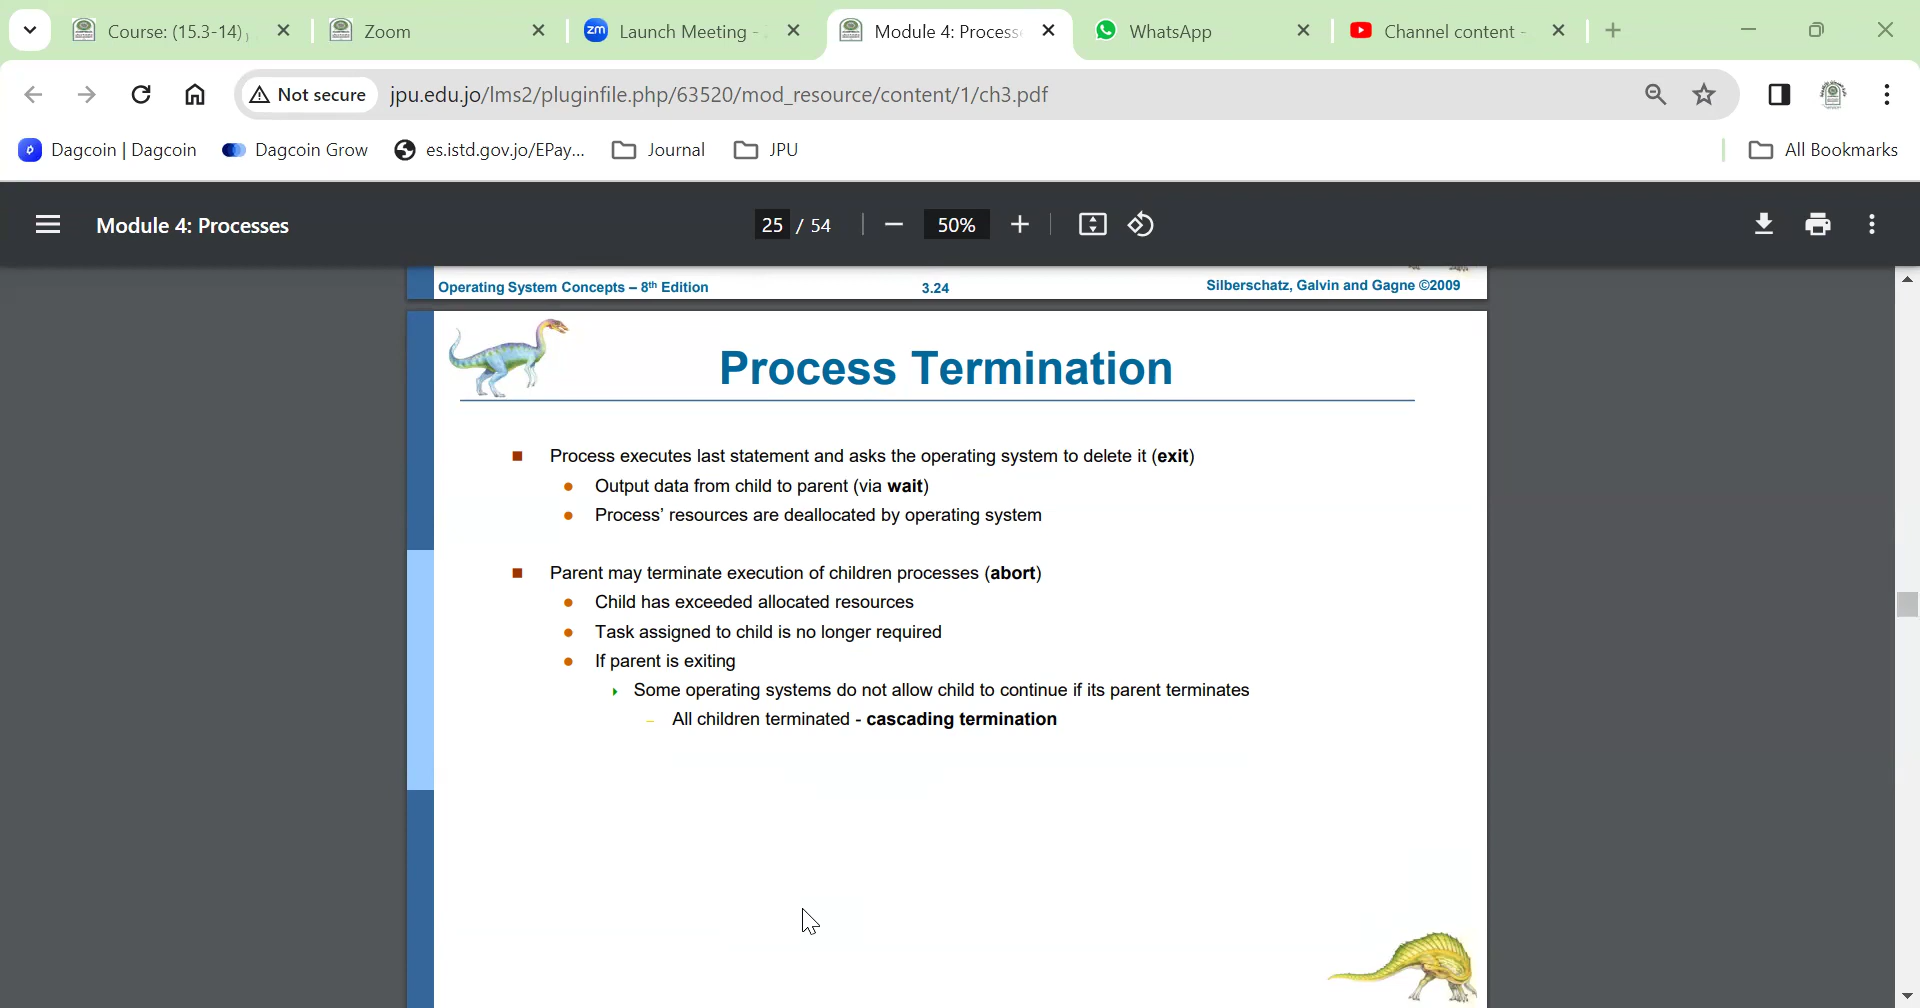 Course: (15.3-14)
Zoom
Launch Meeting -
Module 4: Process
WhatsApp
Channel content -
Not secure
jpu.edu.jo/lms2/pluginfile.php/63520/mod_resource/content/1/ch3.pdf
Dagcoin | Dagcoin
Dagcoin Grow
es.istd.gov.jo/EPay...
Journal
JPU
All Bookmarks
Module 4: Processes
25 / 54
50%
Operating System Concepts – 8th Edition
3.24
Silberschatz, Galvin and Gagne ©2009
Process Termination
Process executes last statement and asks the operating system to delete it (exit)
Output data from child to parent (via wait)
Process’ resources are deallocated by operating system
Parent may terminate execution of children processes (abort)
Child has exceeded allocated resources
Task assigned to child is no longer required
If parent is exiting
Some operating systems do not allow child to continue if its parent terminates
All children terminated - cascading termination